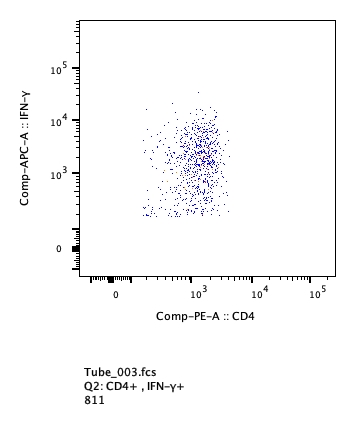 10^5
10^4
10^3
0
Comp-APC-A :: IFN-γ
0
10^3
10^4
10^5
Comp-PE-A :: CD4
Tube_003.fcs
Q2: CD4+ , IFN-γ+
811